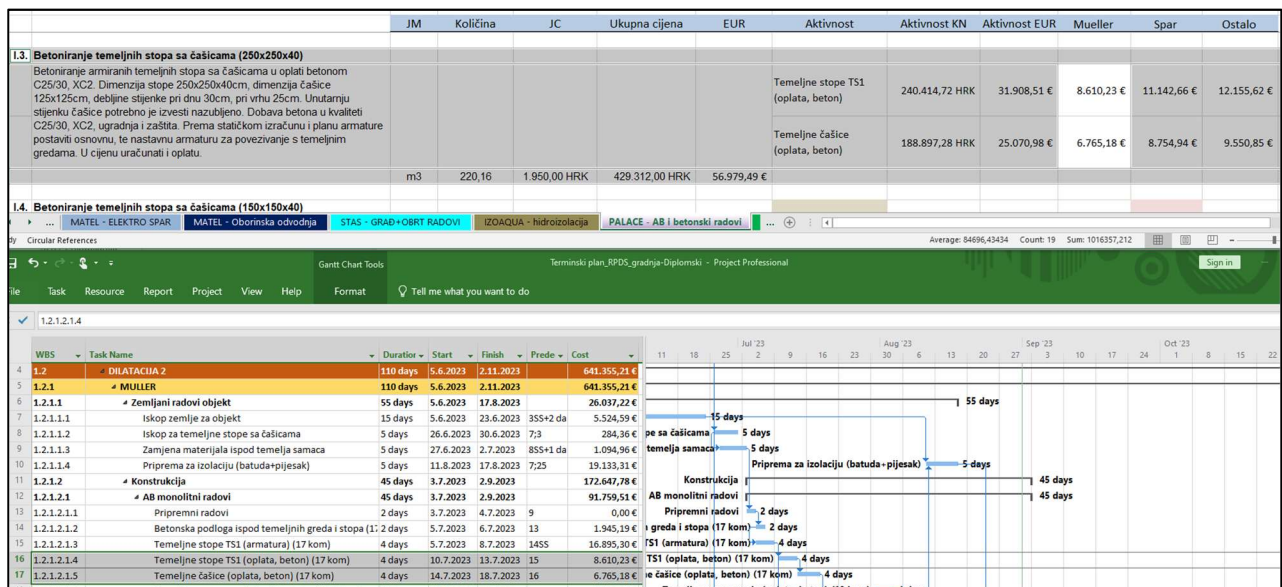 JM Količina JC Ukupna cijena EUR Aktivnost Aktivnost KN Aktivnost EUR Mueller Spar Ostalo
I.3. Betoniranje temeljnih stopa sa čašicama (250x250x40)
Betoniranje armiranih temeljnih stopa sa čašicama u oplati betonom
C25/30, XC2. Dimenzija stope 250x250x40cm, dimenzija čašice
125x125cm, debljine stijenke pri dnu 30cm, pri vrhu 25cm. Unutarnju
stijenku čašice potrebno je izvesti nazubljeno. Dobava betona u kvaliteti
C25/30, XC2, ugradnja i zaštita. Prema statičkom izračunu i planu armature
postaviti osnovnu, te nastavnu armaturu za povezivanje s temeljnim
gredama. U cijenu uračunati i oplatu.
Temeljne stope TS1
(oplata, beton) 240.414,72 HRK 31.908,51 € 8.610,23 € 11.142,66 € 12.155,62 €
Temeljne čašice
(oplata, beton) 188.897,28 HRK 25.070,98 € 6.765,18 € 8.754,94 € 9.550,85 €
m3 220,16 1.950,00 HRK 429.312,00 HRK 56.979,49 €
I.4. Betoniranje temeljnih stopa sa čašicama (150x150x40)
... MATEL - ELEKTRO SPAR MATEL - Oborinska odvodnja STAS - GRAĐ+OBRT RADOVI IZOAQUA - hidroizolacija PALACE - AB i betonski radovi ...
dy Circular References Average: 84696,43434 Count: 19 Sum: 1016357,212
Gantt Chart Tools Terminski plan_RPDS_gradnja-Diplomski - Project Professional Sign in
File Task Resource Report Project View Help Format Tell me what you want to do
1.2.1.2.1.4
Jul '23 Aug '23 Sep '23 Oct '23
WBS Task Name Duration Start Finish Prede Cost 11 18 25 2 9 16 23 30 6 13 20 27 3 10 17 24 1 8 15 22
4 1.2 DILATACIJA 2 110 days 5.6.2023 2.11.2023 641.355,21 €
5 1.2.1 MULLER 110 days 5.6.2023 2.11.2023 641.355,21 €
6 1.2.1.1 Zemljani radovi objekt 55 days 5.6.2023 17.8.2023 26.037,22 € 55 days
7 1.2.1.1.1 Iskop zemlje za objekt 15 days 5.6.2023 23.6.2023 3SS+2 da 5.524,59 € 15 days
8 1.2.1.1.2 Iskop za temeljne stope sa čašicama 5 days 26.6.2023 30.6.2023 7;3 284,36 € pe sa čašicama 5 days
9 1.2.1.1.3 Zamjena materijala ispod temelja samaca 5 days 27.6.2023 2.7.2023 8SS+1 da 1.094,96 € temelja samaca 5 days
10 1.2.1.1.4 Priprema za izolaciju (batuda+pijesak) 5 days 11.8.2023 17.8.2023 7;25 19.133,31 € Priprema za izolaciju (batuda+pijesak) 5 days
11 1.2.1.2 Konstrukcija 45 days 3.7.2023 2.9.2023 172.647,78 € Konstrukcija 45 days
12 1.2.1.2.1 AB monolitni radovi 45 days 3.7.2023 2.9.2023 91.759,51 € AB monolitni radovi 45 days
13 1.2.1.2.1.1 Pripremni radovi 2 days 3.7.2023 4.7.2023 9 0,00 € Pripremni radovi 2 days
14 1.2.1.2.1.2 Betonska podloga ispod temeljnih greda i stopa (17 2 days 5.7.2023 6.7.2023 13 1.945,19 € greda i stopa (17 kom) 2 days
15 1.2.1.2.1.3 Temeljne stope TS1 (armatura) (17 kom) 4 days 5.7.2023 8.7.2023 14SS 16.895,30 € TS1 (armatura) (17 kom) 4 days
16 1.2.1.2.1.4 Temeljne stope TS1 (oplata, beton) (17 kom) 4 days 10.7.2023 13.7.2023 15 8.610,23 € TS1 (oplata, beton) (17 kom) 4 days
17 1.2.1.2.1.5 Temeljne čašice (oplata, beton) (17 kom) 4 days 14.7.2023 18.7.2023 16 6.765,18 € ne čašice (oplata, beton) (17 kom) 4 days